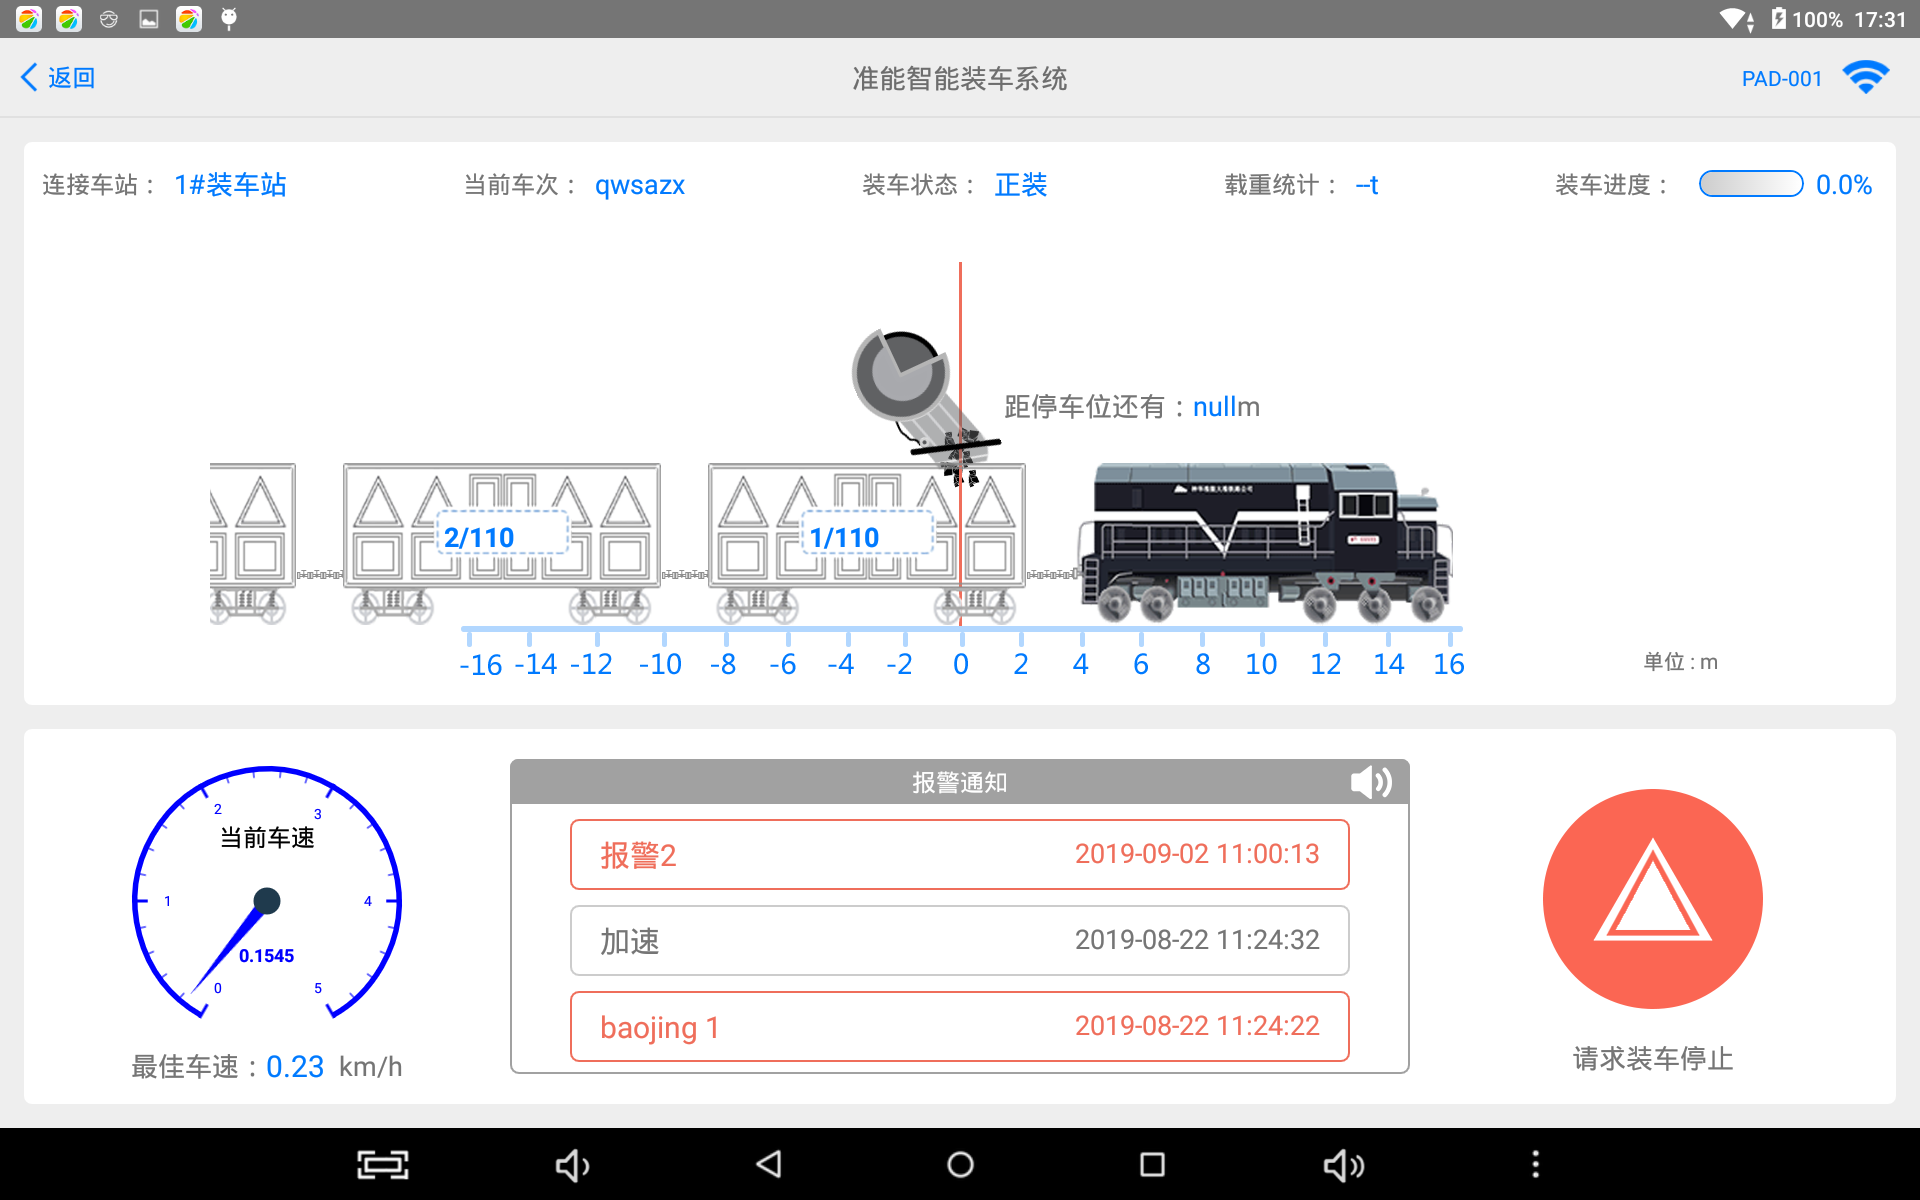 100% 17:31
返回
准能智能装车系统
PAD-001
连接车站： 1#装车站
当前车次： qwsazx
装车状态： 正装
载重统计： --t
装车进度： 0.0%
距停车位还有：nullm
2/110
1/110
-16 -14 -12 -10 -8 -6 -4 -2 0 2 4 6 8 10 12 14 16
单位 : m
当前车速
0 1 2 3 4 5
0.1545
最佳车速：0.23 km/h
报警通知
报警2 2019-09-02 11:00:13
加速 2019-08-22 11:24:32
baojing 1 2019-08-22 11:24:22
请求装车停止